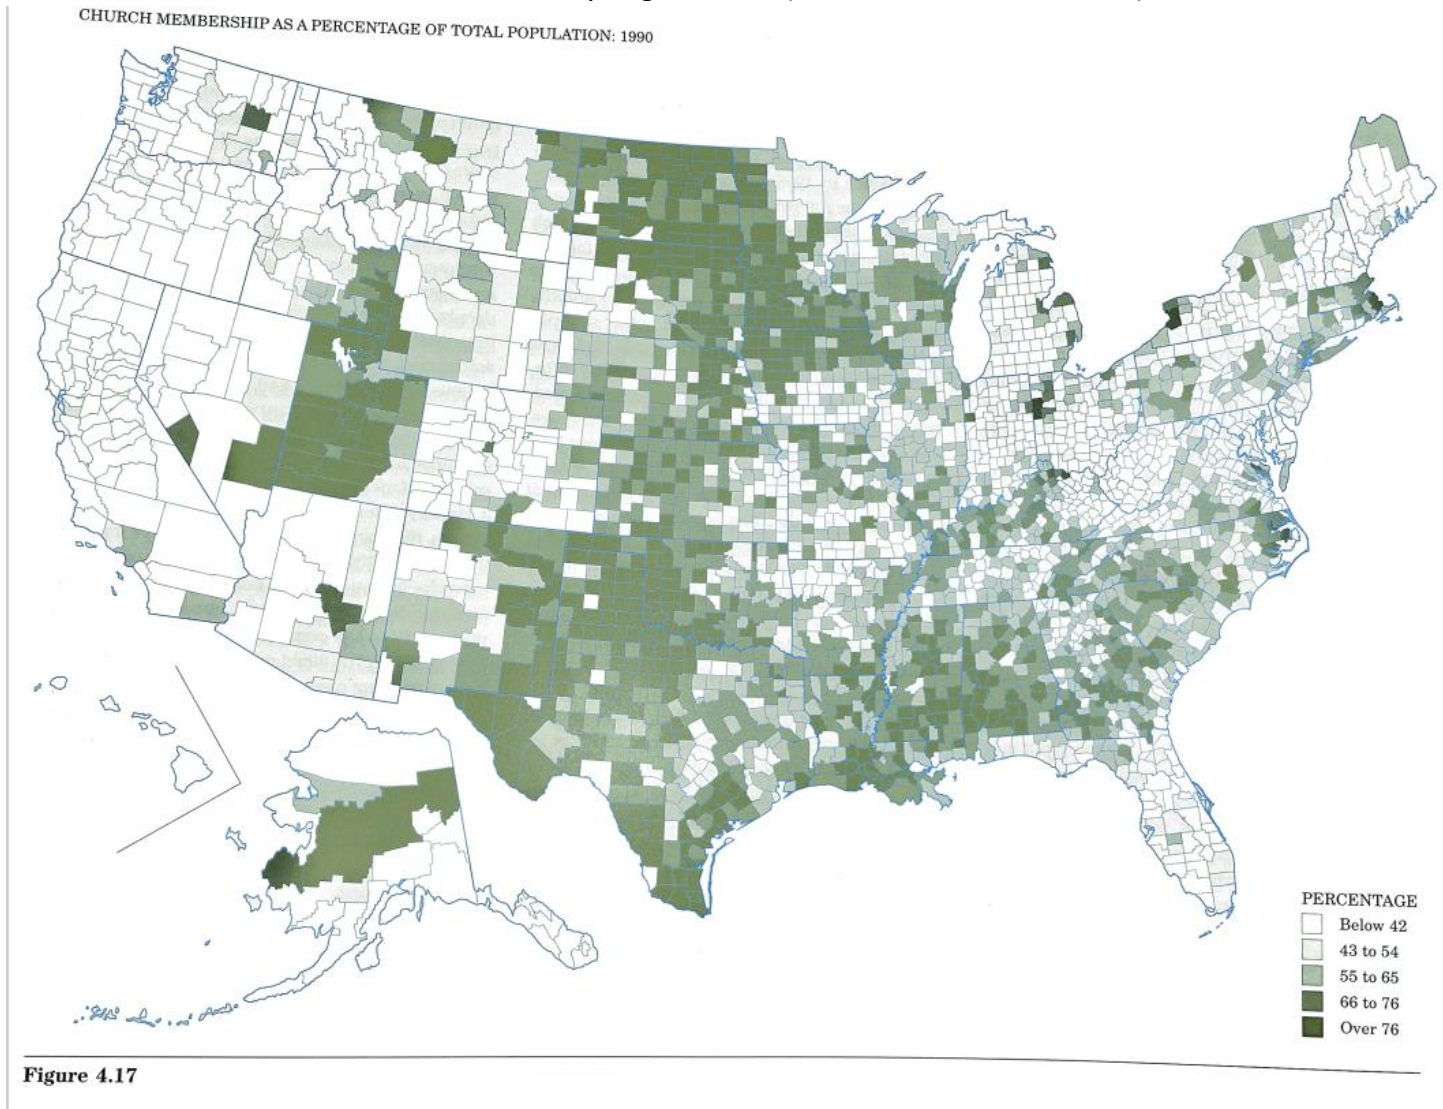 CHURCH MEMBERSHIP AS A PERCENTAGE OF TOTAL POPULATION: 1990
PERCENTAGE
Below 42
43 to 54
55 to 65
66 to 76
Over 76
Figure 4.17